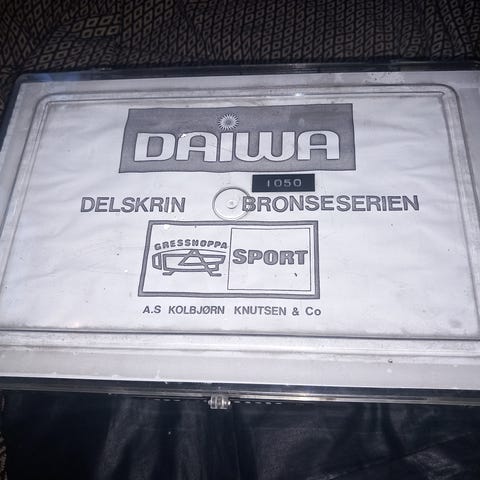 DAIWA
1050
DELSKRIN BRONSESERIEN
GRESSHOPPA
SPORT
A.S KOLBJØRN KNUTSEN & Co